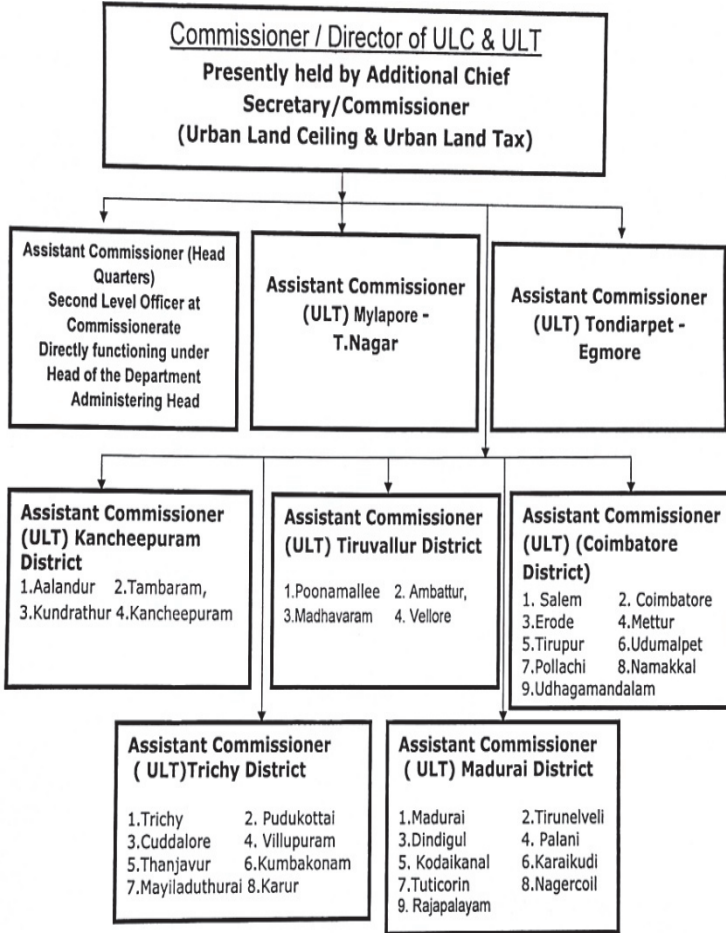 Commissioner / Director of ULC & ULT
Presently held by Additional Chief
Secretary/Commissioner
(Urban Land Ceiling & Urban Land Tax)
Assistant Commissioner (Head
Quarters)
Second Level Officer at
Commissionerate
Directly functioning under
Head of the Department
Administering Head
Assistant Commissioner
(ULT) Mylapore -
T.Nagar
Assistant Commissioner
(ULT) Tondiarpet -
Egmore
Assistant Commissioner
(ULT) Kancheepuram
District
1.Aalandur 2.Tambaram,
3.Kundrathur 4.Kancheepuram
Assistant Commissioner
(ULT) Tiruvallur District
1.Poonamallee 2. Ambattur,
3.Madhavaram 4. Vellore
Assistant Commissioner
(ULT) (Coimbatore
District)
1. Salem 2. Coimbatore
3.Erode 4.Mettur
5.Tirupur 6.Udumalpet
7.Pollachi 8.Namakkal
9.Udhagamandalam
Assistant Commissioner
( ULT)Trichy District
1.Trichy 2. Pudukottai
3.Cuddalore 4. Villupuram
5.Thanjavur 6.Kumbakonam
7.Mayiladuthurai 8.Karur
Assistant Commissioner
( ULT) Madurai District
1.Madurai 2.Tirunelveli
3.Dindigul 4. Palani
5. Kodaikanal 6.Karaikudi
7.Tuticorin 8.Nagercoil
9. Rajapalayam